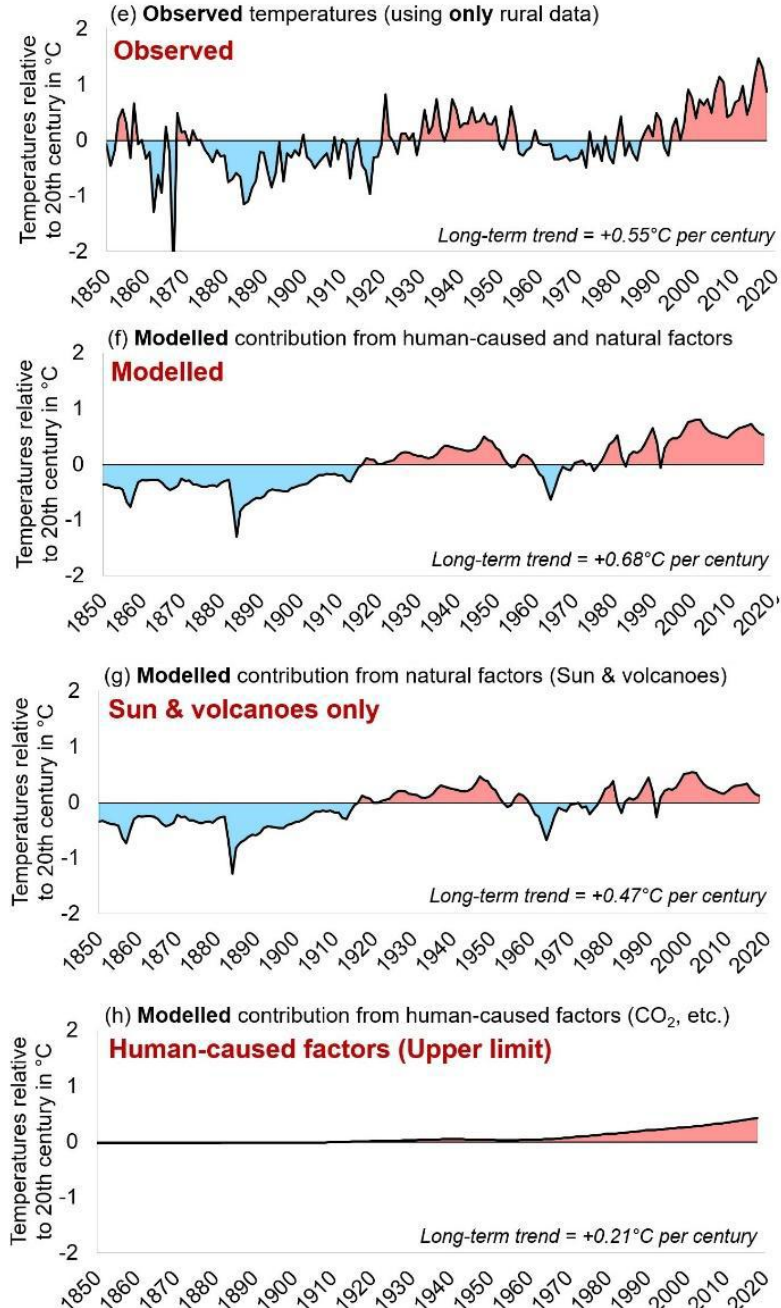 (e) Observed temperatures (using only rural data)
Observed
Temperatures relative
to 20th century in °C
2
1
0
-1
-2
Long-term trend = +0.55°C per century
1850 1860 1870 1880 1890 1900 1910 1920 1930 1940 1950 1960 1970 1980 1990 2000 2010 2020
(f) Modelled contribution from human-caused and natural factors
Modelled
Temperatures relative
to 20th century in °C
2
1
0
-1
-2
Long-term trend = +0.68°C per century
1850 1860 1870 1880 1890 1900 1910 1920 1930 1940 1950 1960 1970 1980 1990 2000 2010 2020
(g) Modelled contribution from natural factors (Sun & volcanoes)
Sun & volcanoes only
Temperatures relative
to 20th century in °C
2
1
0
-1
-2
Long-term trend = +0.47°C per century
1850 1860 1870 1880 1890 1900 1910 1920 1930 1940 1950 1960 1970 1980 1990 2000 2010 2020
(h) Modelled contribution from human-caused factors (CO₂, etc.)
Human-caused factors (Upper limit)
Temperatures relative
to 20th century in °C
2
1
0
-1
-2
Long-term trend = +0.21°C per century
1850 1860 1870 1880 1890 1900 1910 1920 1930 1940 1950 1960 1970 1980 1990 2000 2010 2020